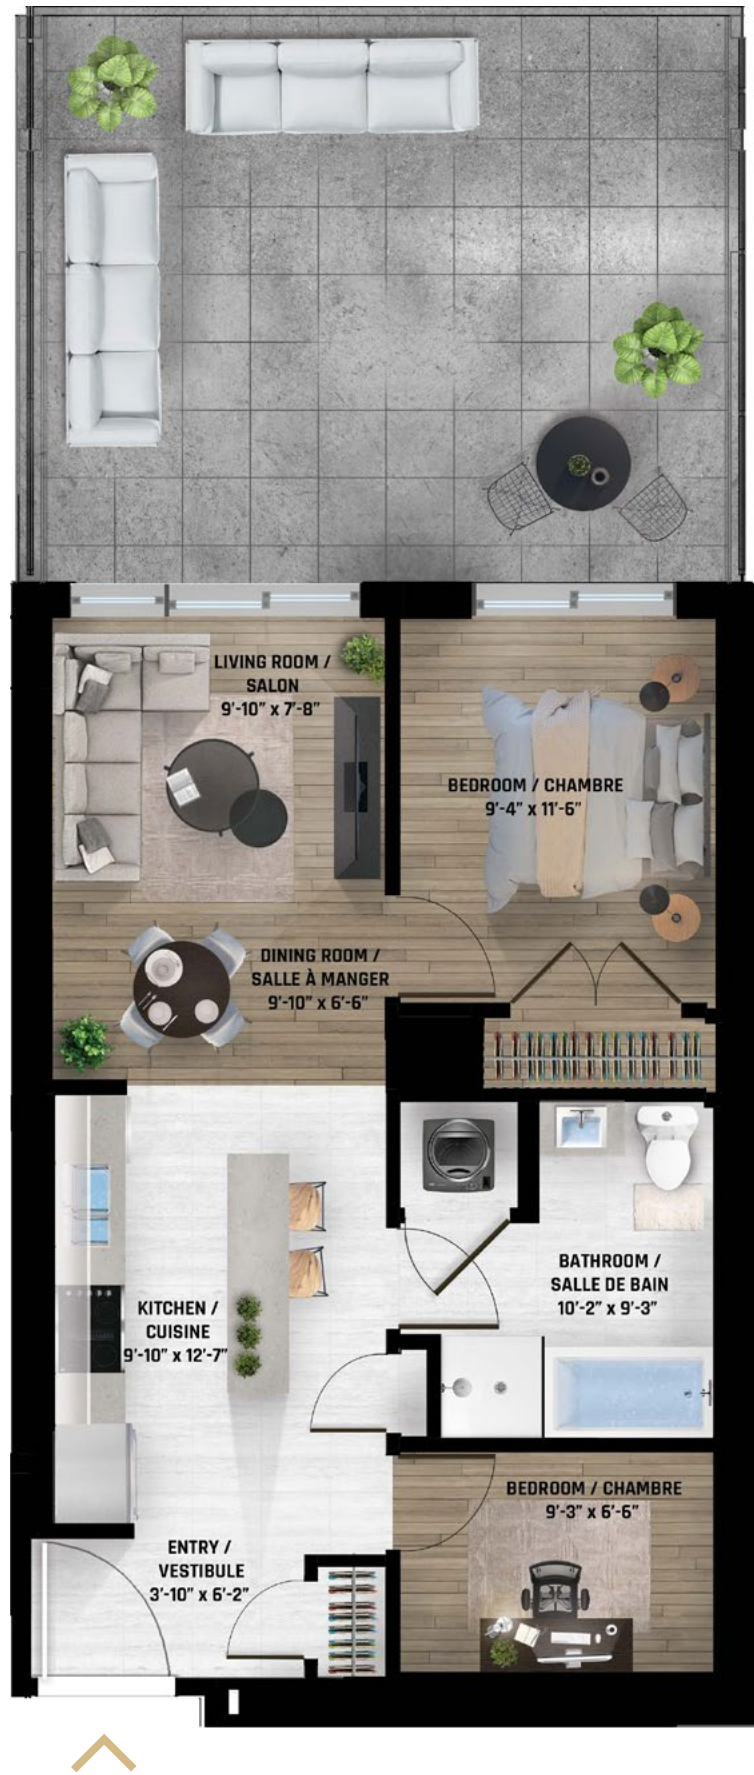 LIVING ROOM /
SALON
9'-10" x 7'-8"
BEDROOM / CHAMBRE
9'-4" x 11'-6"
DINING ROOM /
SALLE À MANGER
9'-10" x 6'-6"
BATHROOM /
SALLE DE BAIN
10'-2" x 9'-3"
KITCHEN /
CUISINE
9'-10" x 12'-7"
BEDROOM / CHAMBRE
9'-3" x 6'-6"
ENTRY /
VESTIBULE
3'-10" x 6'-2"